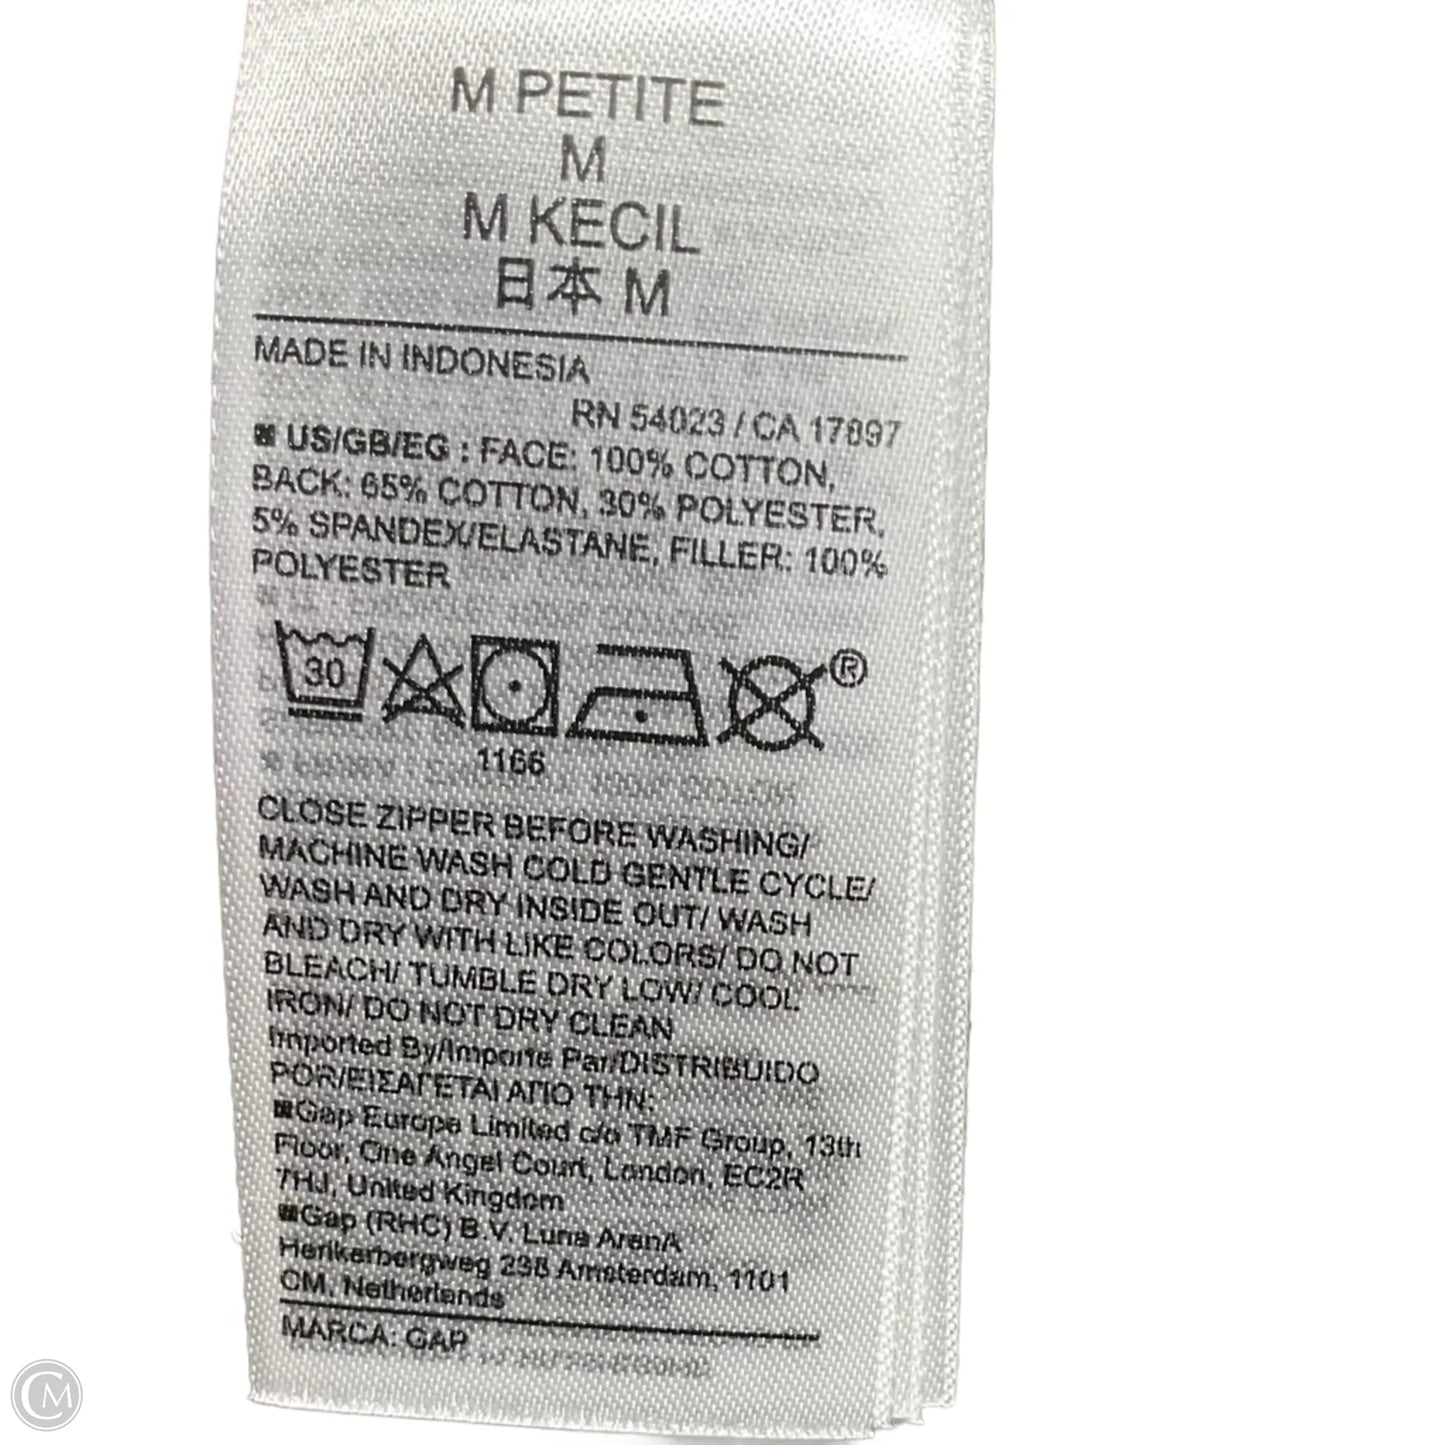 M PETITE
M
M KECIL
日本 M
MADE IN INDONESIA
RN 54023 / CA 17897
US/GB/EG : FACE: 100% COTTON,
BACK: 65% COTTON, 30% POLYESTER,
5% SPANDEX/ELASTANE, FILLER: 100%
POLYESTER
30
®
1166
CLOSE ZIPPER BEFORE WASHING/
MACHINE WASH COLD GENTLE CYCLE/
WASH AND DRY INSIDE OUT/ WASH
AND DRY WITH LIKE COLORS/ DO NOT
BLEACH/ TUMBLE DRY LOW/ COOL
IRON/ DO NOT DRY CLEAN
Imported By/Importe Par/DISTRIBUIDO
POR/ΕΙΣΑΓΕΤΑΙ ΑΠΟ ΤΗΝ:
Gap Europe Limited c/o TMF Group, 13th
Floor, One Angel Court, London, EC2R
7HJ, United Kingdom
Gap (RHC) B.V. Luna ArenA
Herikerbergweg 238 Amsterdam, 1101
CM, Netherlands
MARCA: GAP
CM